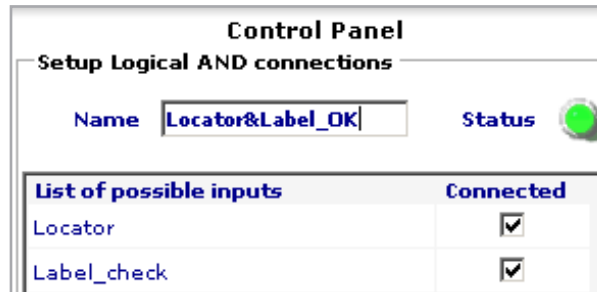 Control Panel
Setup Logical AND connections
Name Locator&Label_OK Status
List of possible inputs Connected
Locator
Label_check